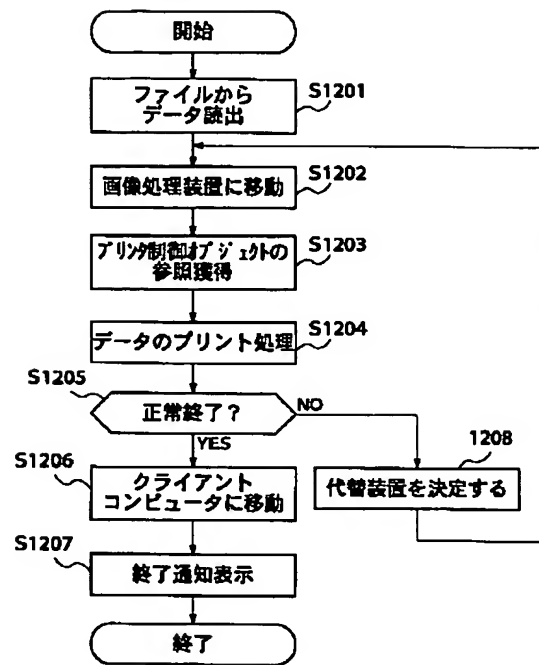 開始
S1201
ファイルから
データ読出
S1202
画像処理装置に移動
S1203
プリンタ制御オブジェクトの
参照獲得
S1204
データのプリント処理
S1205
正常終了?
NO
YES
S1206
クライアント
コンピュータに移動
1208
代替装置を決定する
S1207
終了通知表示
終了